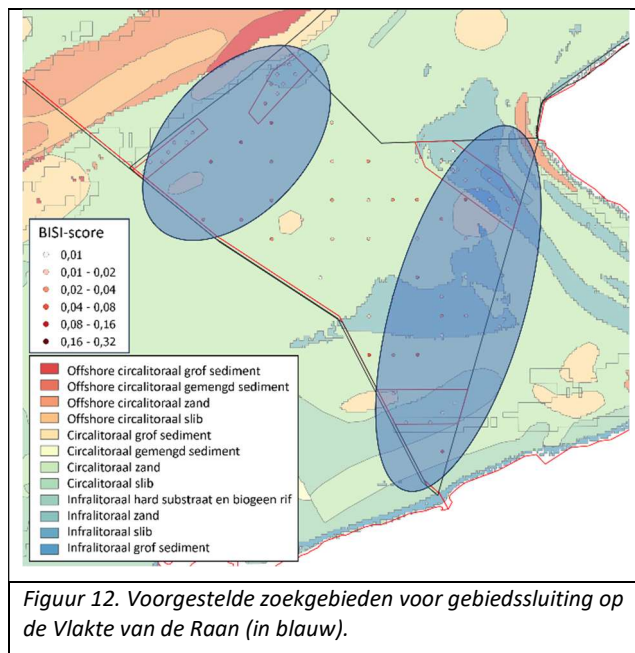 BISI-score
0,01
0,01 - 0,02
0,02 - 0,04
0,04 - 0,08
0,08 - 0,16
0,16 - 0,32
Offshore circalitoraal grof sediment
Offshore circalitoraal gemengd sediment
Offshore circalitoraal zand
Offshore circalitoraal slib
Circalitoraal grof sediment
Circalitoraal gemengd sediment
Circalitoraal zand
Circalitoraal slib
Infralitoraal hard substraat en biogeen rif
Infralitoraal zand
Infralitoraal slib
Infralitoraal grof sediment
Figuur 12. Voorgestelde zoekgebieden voor gebiedssluiting op
de Vlakte van de Raan (in blauw).